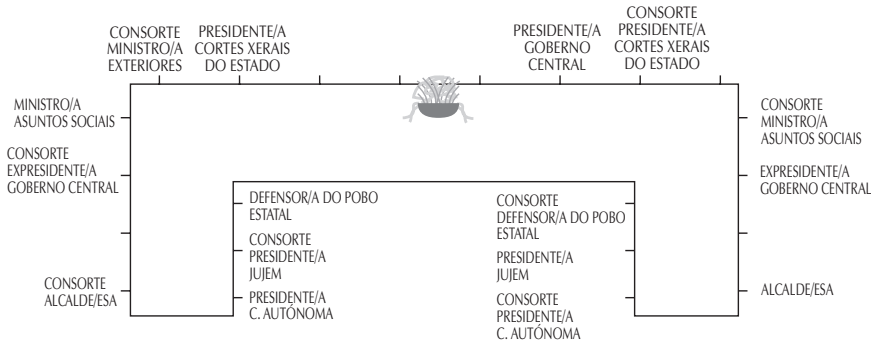 CONSORTE
MINISTRO/A
EXTERIORES
PRESIDENTE/A
CORTES XERAIS
DO ESTADO
PRESIDENTE/A
GOBERNO
CENTRAL
CONSORTE
PRESIDENTE/A
CORTES XERAIS
DO ESTADO
MINISTRO/A
ASUNTOS SOCIAIS
CONSORTE
EXPRESIDENTE/A
GOBERNO CENTRAL
CONSORTE
ALCALDE/ESA
DEFENSOR/A DO POBO
ESTATAL
CONSORTE
PRESIDENTE/A
JUJEM
PRESIDENTE/A
C. AUTÓNOMA
CONSORTE
DEFENSOR/A DO POBO
ESTATAL
PRESIDENTE/A
JUJEM
CONSORTE
PRESIDENTE/A
C. AUTÓNOMA
CONSORTE
MINISTRO/A
ASUNTOS SOCIAIS
EXPRESIDENTE/A
GOBERNO CENTRAL
ALCALDE/ESA